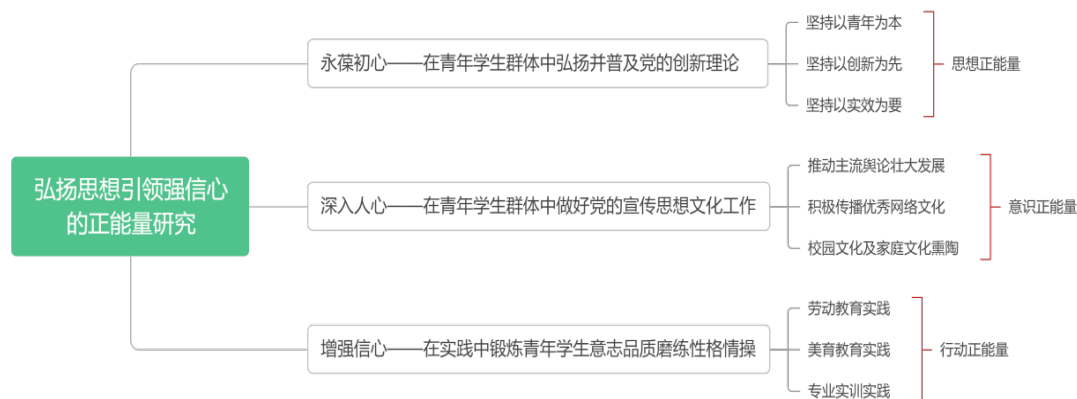 弘扬思想引领强信心
的正能量研究
永葆初心——在青年学生群体中弘扬并普及党的创新理论
坚持以青年为本
坚持以创新为先
坚持以实效为要
思想正能量
深入人心——在青年学生群体中做好党的宣传思想文化工作
推动主流舆论壮大发展
积极传播优秀网络文化
校园文化及家庭文化熏陶
意识正能量
增强信心——在实践中锻炼青年学生意志品质磨练性格情操
劳动教育实践
美育教育实践
专业实训实践
行动正能量